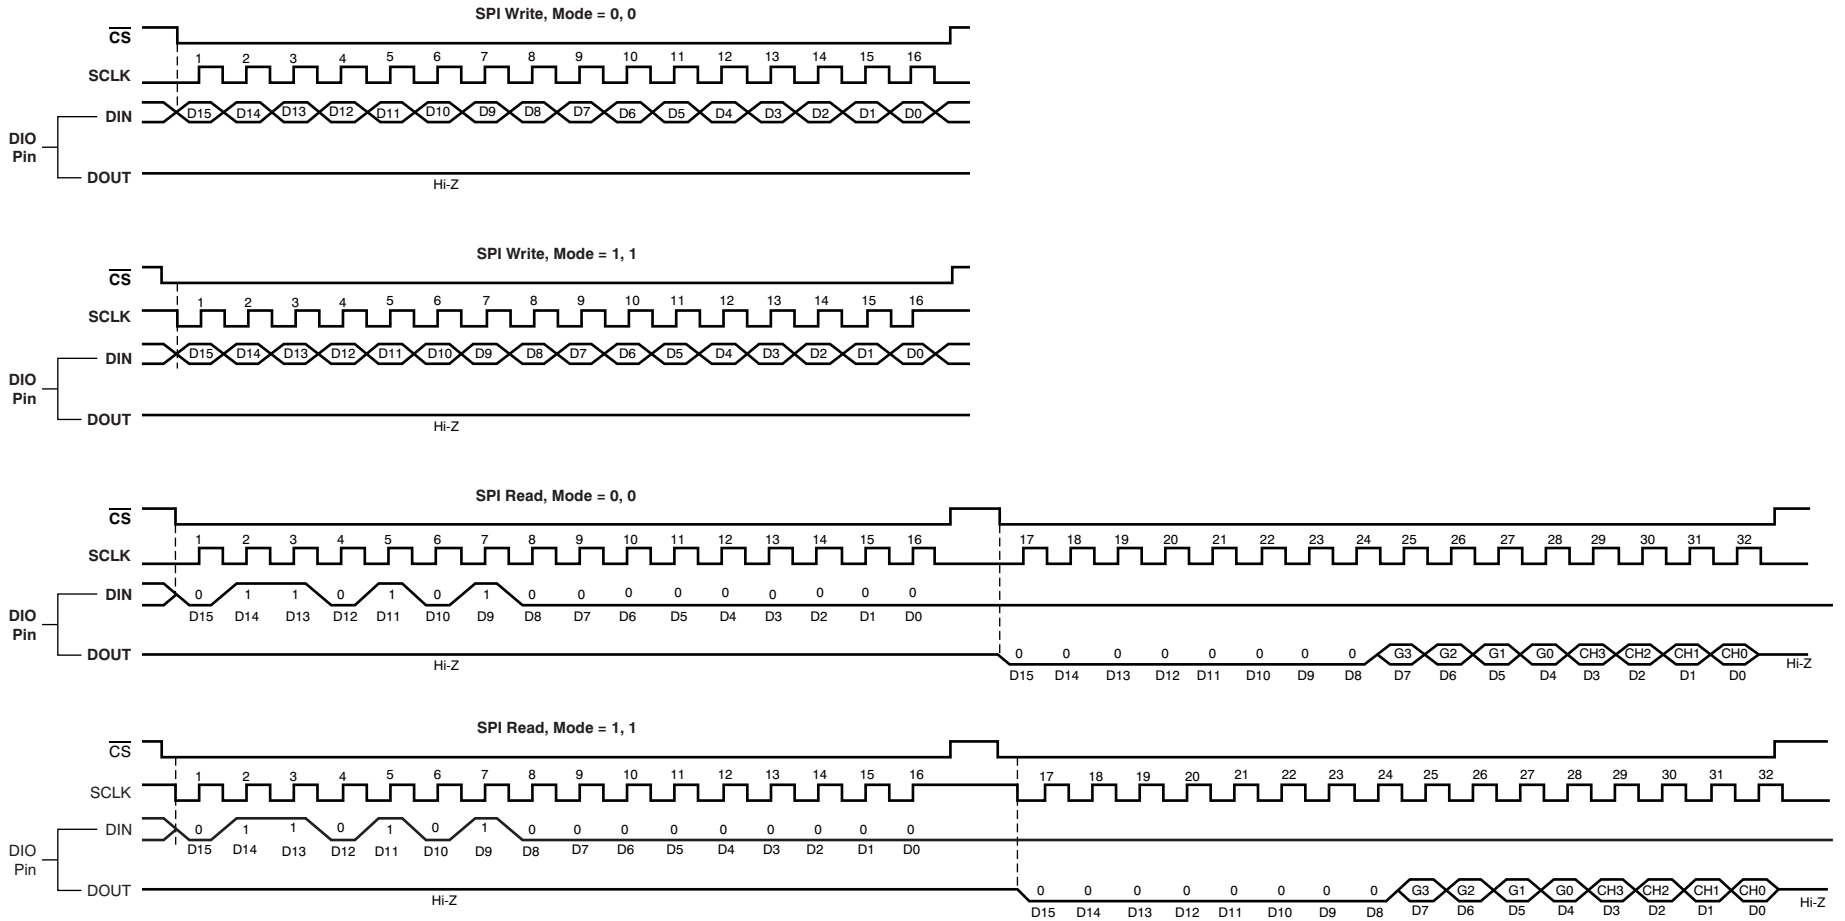 SPI Write, Mode = 0, 0
CS
1 2 3 4 5 6 7 8 9 10 11 12 13 14 15 16
SCLK
DIN D15 D14 D13 D12 D11 D10 D9 D8 D7 D6 D5 D4 D3 D2 D1 D0
DIO
Pin
DOUT
Hi-Z
SPI Write, Mode = 1, 1
CS
1 2 3 4 5 6 7 8 9 10 11 12 13 14 15 16
SCLK
DIN D15 D14 D13 D12 D11 D10 D9 D8 D7 D6 D5 D4 D3 D2 D1 D0
DIO
Pin
DOUT
Hi-Z
SPI Read, Mode = 0, 0
CS
1 2 3 4 5 6 7 8 9 10 11 12 13 14 15 16 17 18 19 20 21 22 23 24 25 26 27 28 29 30 31 32
SCLK
DIN 0 1 1 0 1 0 1 0 0 0 0 0 0 0 0 0
D15 D14 D13 D12 D11 D10 D9 D8 D7 D6 D5 D4 D3 D2 D1 D0
DIO
Pin
DOUT 0 0 0 0 0 0 0 0 G3 G2 G1 G0 CH3 CH2 CH1 CH0
Hi-Z Hi-Z
D15 D14 D13 D12 D11 D10 D9 D8 D7 D6 D5 D4 D3 D2 D1 D0
SPI Read, Mode = 1, 1
CS
1 2 3 4 5 6 7 8 9 10 11 12 13 14 15 16 17 18 19 20 21 22 23 24 25 26 27 28 29 30 31 32
SCLK
DIN 0 1 1 0 1 0 1 0 0 0 0 0 0 0 0 0
D15 D14 D13 D12 D11 D10 D9 D8 D7 D6 D5 D4 D3 D2 D1 D0
DIO
Pin
DOUT 0 0 0 0 0 0 0 0 G3 G2 G1 G0 CH3 CH2 CH1 CH0
Hi-Z Hi-Z
D15 D14 D13 D12 D11 D10 D9 D8 D7 D6 D5 D4 D3 D2 D1 D0